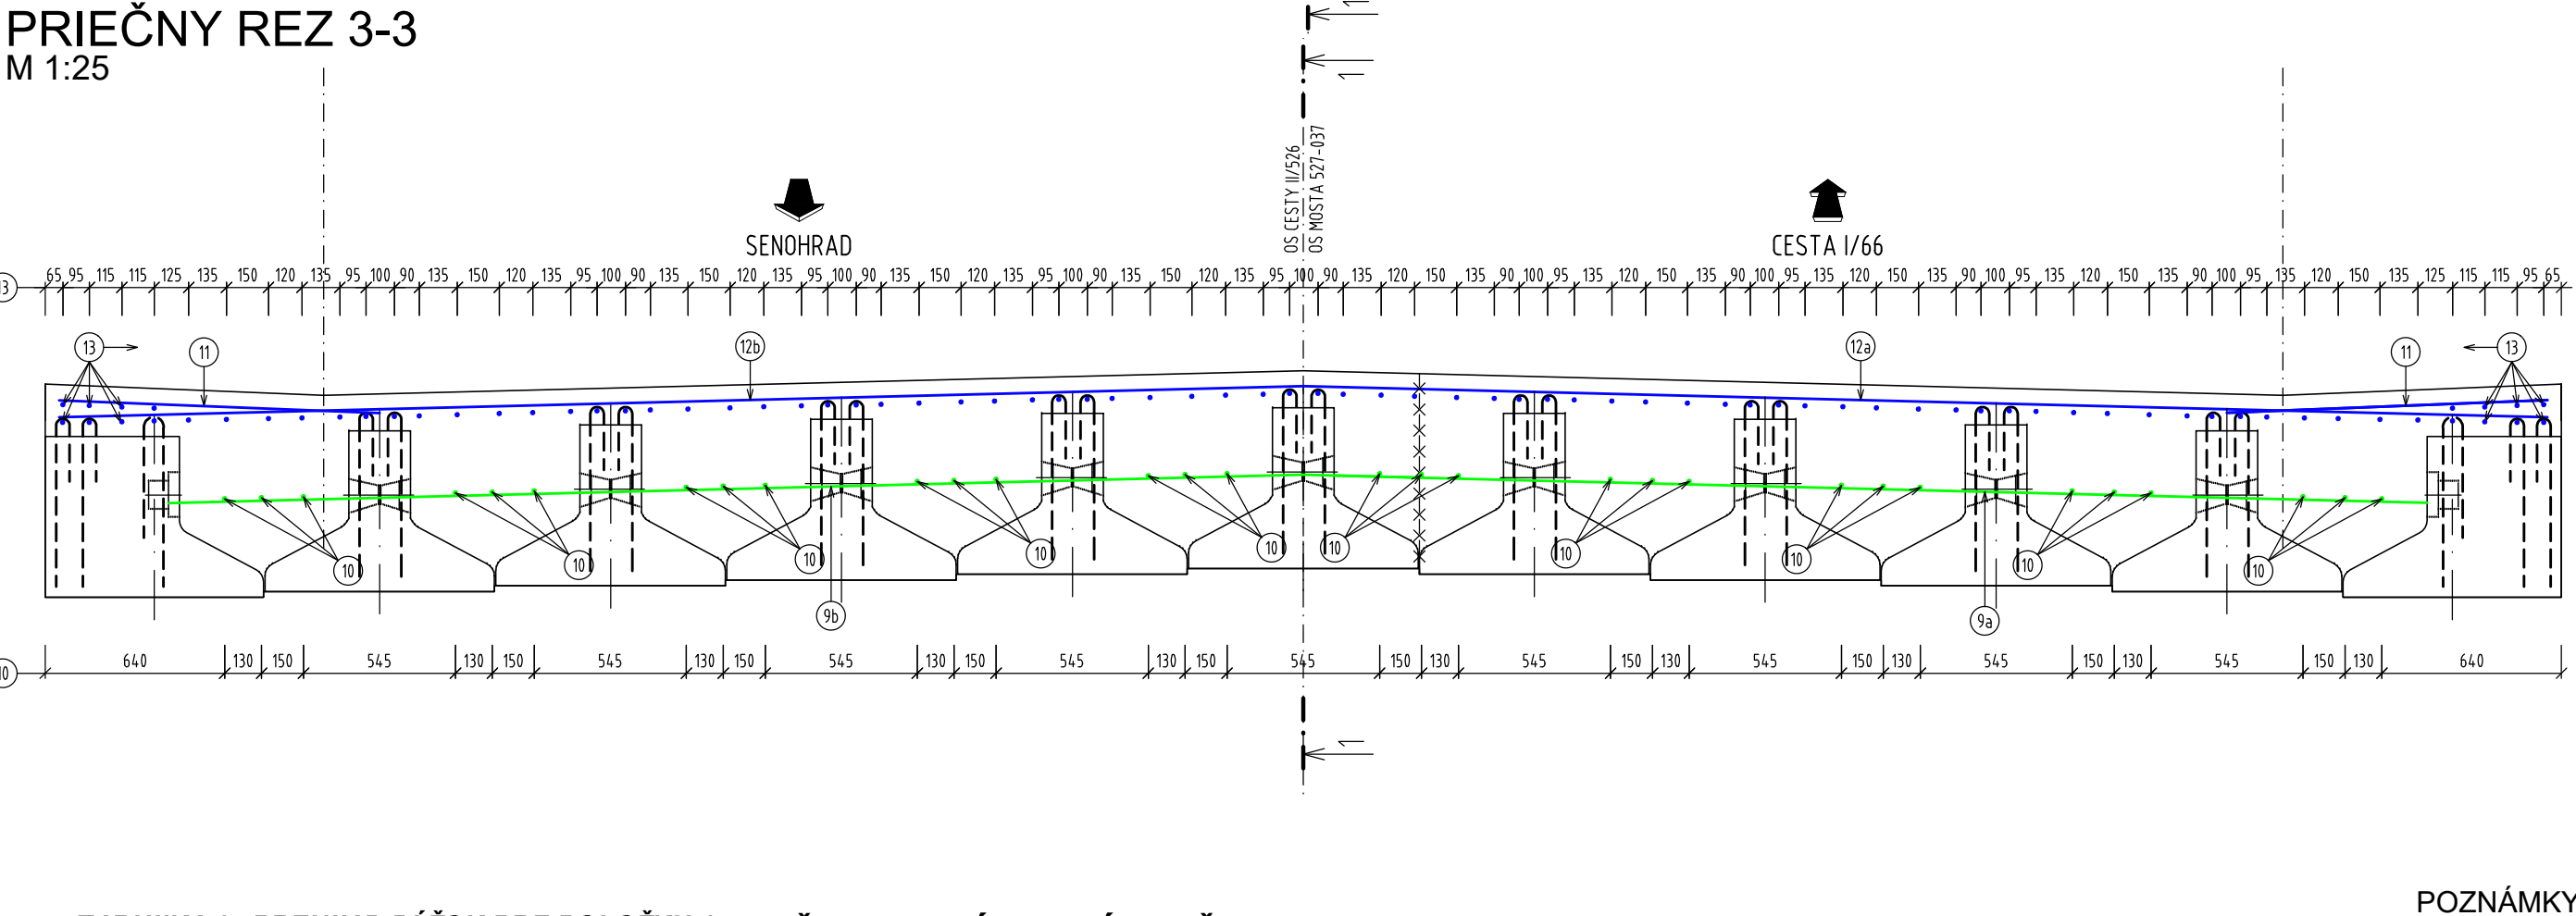 PRIEČNY REZ 3-3
M 1:25
1
1
OS CESTY II/526
OS MOSTA 527-037
SENOHRAD
CESTA I/66
65 95 115 115 125 135 150 120 135 95 100 90 135 150 120 135 95 100 90 135 150 120 135 95 100 90 135 150 120 135 95 100 90 135 150 120 135 95 100 90 135 120 150 135 90 100 95 135 120 150 135 90 100 95 135 120 150 135 90 100 95 135 120 150 135 90 100 95 135 120 150 135 125 115 115 95 65
13
13 11 12b 12a 11 13
10 10 10 10 10 10 10 10 10 10
9b 9a
640 130 150 545 130 150 545 130 150 545 130 150 545 130 150 545 150 130 545 150 130 545 150 130 545 150 130 545 150 130 640
10
1
POZNÁMKY